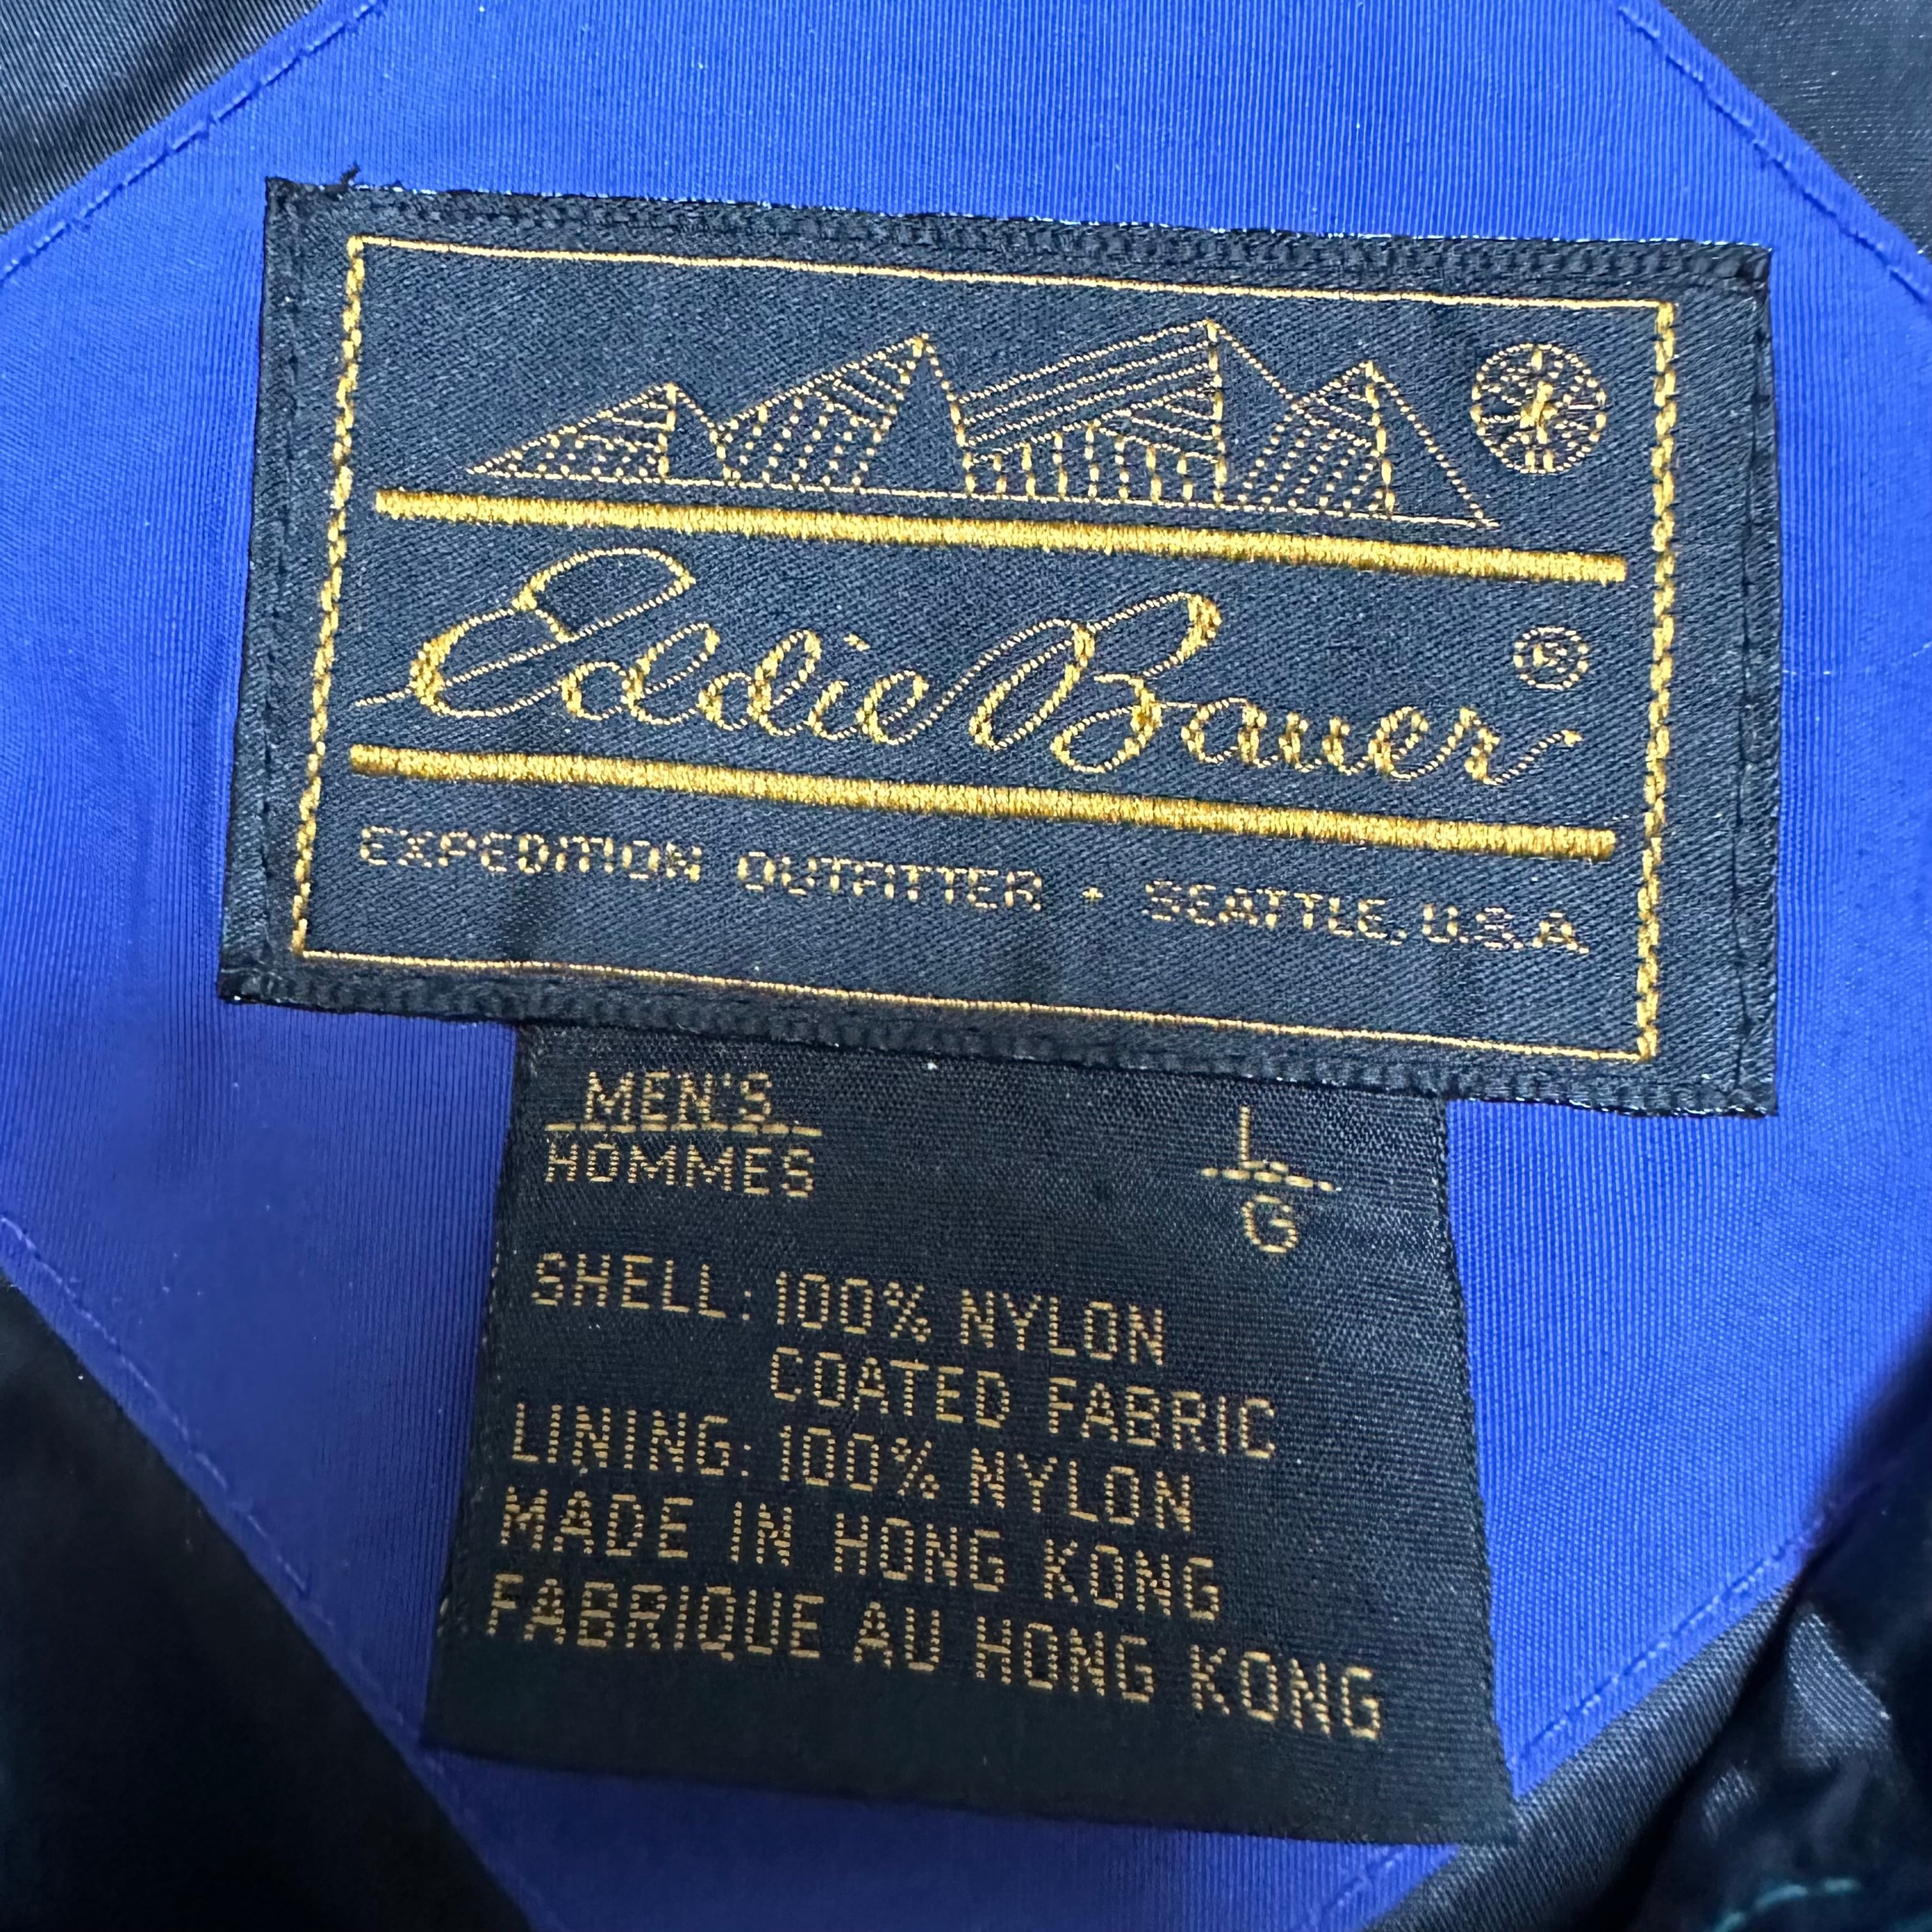 Eddie Bauer ®
EXPEDITION OUTFITTER • SEATTLE, U.S.A.
MEN'S L
HOMMES G
SHELL: 100% NYLON
COATED FABRIC
LINING: 100% NYLON
MADE IN HONG KONG
FABRIQUE AU HONG KONG